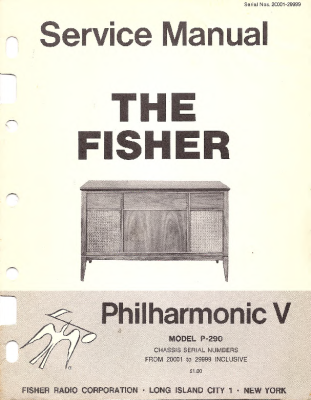 Serial Nos. 20001-29999
Service Manual
THE
FISHER
Philharmonic V
MODEL P-290
CHASSIS SERIAL NUMBERS
FROM 20001 to 29999 INCLUSIVE
$1.00
FISHER RADIO CORPORATION · LONG ISLAND CITY 1 · NEW YORK